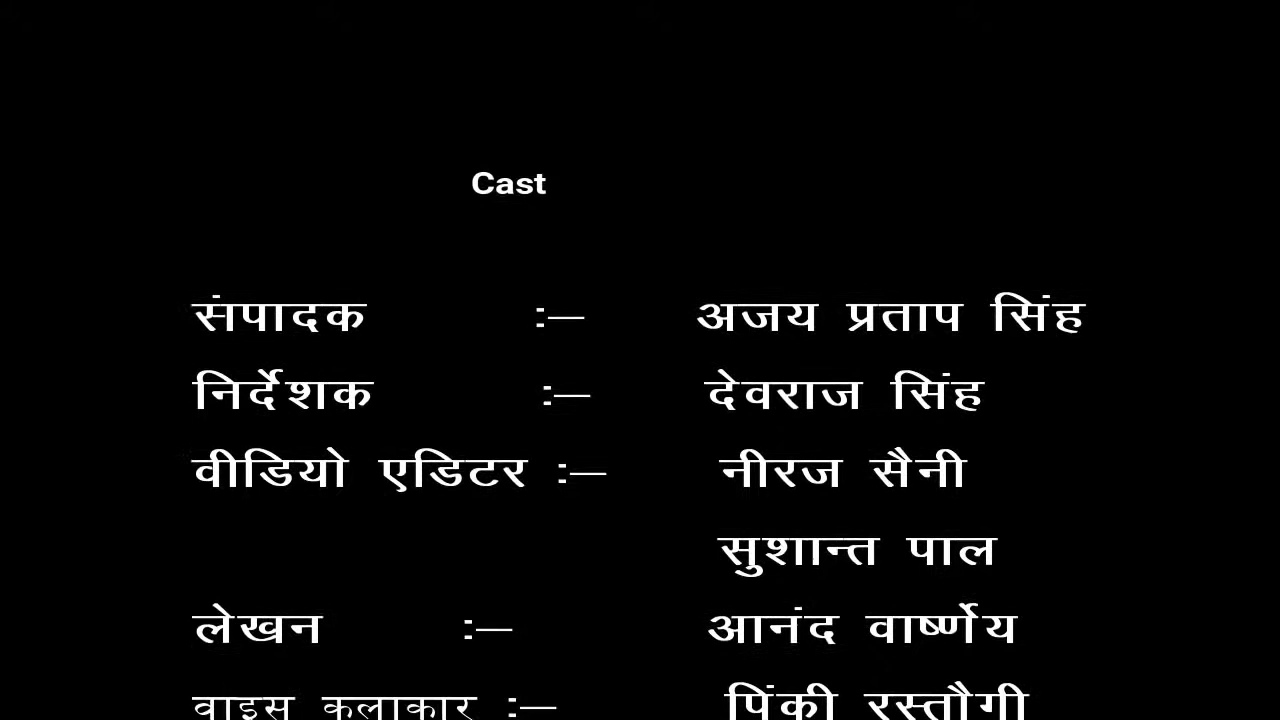 Cast
संपादक :— अजय प्रताप सिंह
निर्देशक :— देवराज सिंह
वीडियो एडिटर :— नीरज सैनी
सुशान्त पाल
लेखन :— आनंद वार्ष्णेय
वाइस कलाकार :— पिंकी रस्तौगी